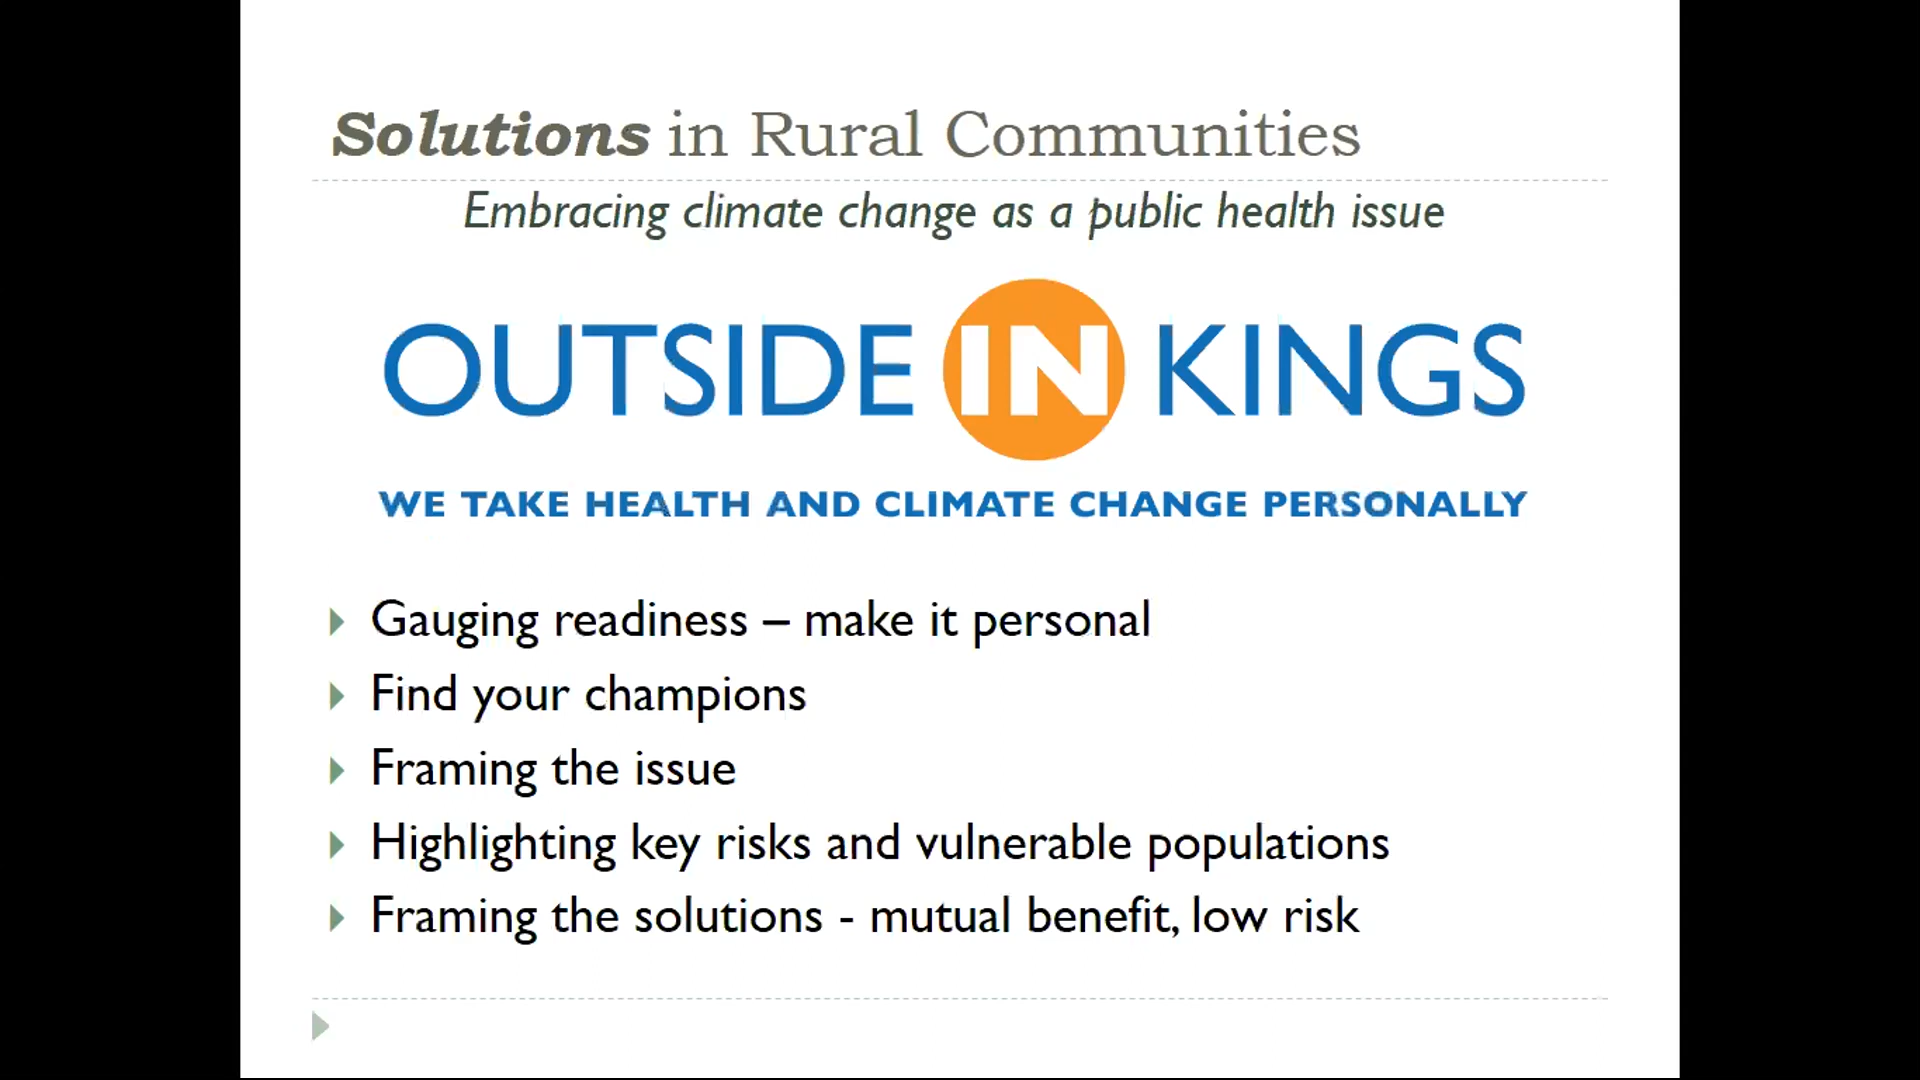 Solutions in Rural Communities
Embracing climate change as a public health issue
OUTSIDE IN KINGS
WE TAKE HEALTH AND CLIMATE CHANGE PERSONALLY
Gauging readiness – make it personal
Find your champions
Framing the issue
Highlighting key risks and vulnerable populations
Framing the solutions - mutual benefit, low risk